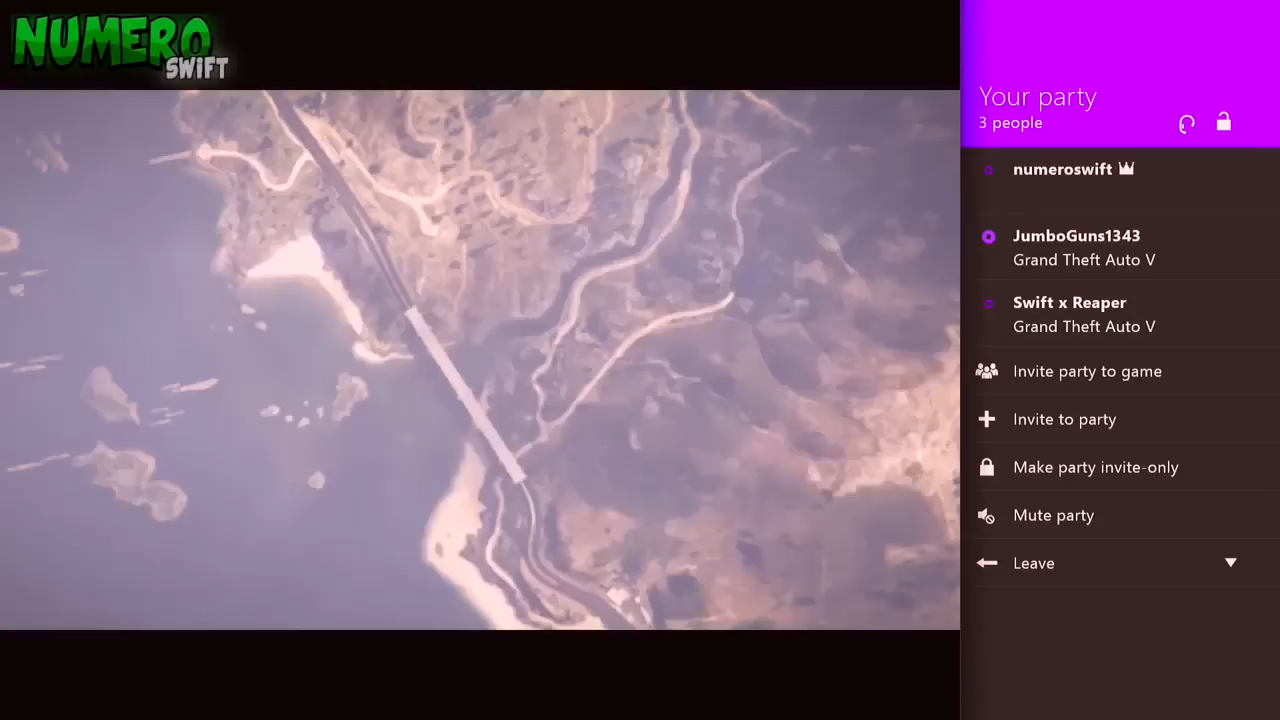 NUMERO
SWIFT
Your party
3 people
numeroswift
JumboGuns1343
Grand Theft Auto V
Swift x Reaper
Grand Theft Auto V
Invite party to game
Invite to party
Make party invite-only
Mute party
Leave